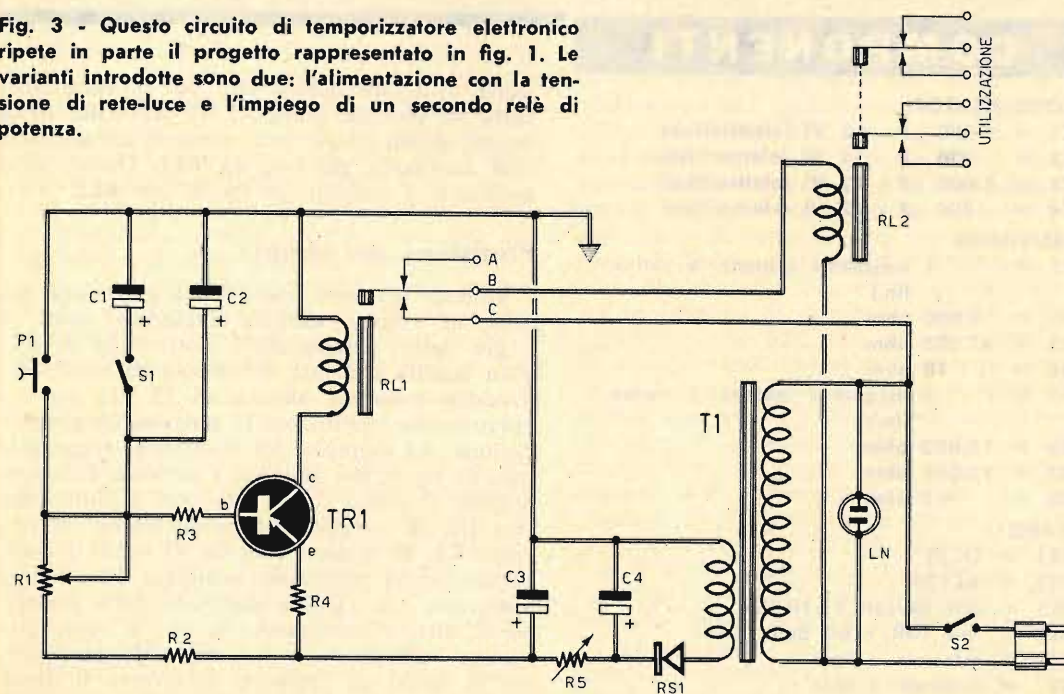 Fig. 3 - Questo circuito di temporizzatore elettronico
ripete in parte il progetto rappresentato in fig. 1. Le
varianti introdotte sono due: l'alimentazione con la ten-
sione di rete-luce e l'impiego di un secondo relè di
potenza.
UTILIZZAZIONE
RL2
A
B
C
C1
+
C2
+
P1
S1
RL1
T1
c
b
TR1
e
R3
R1
R4
C3
+
C4
+
LN
R2
R5
RS1
S2